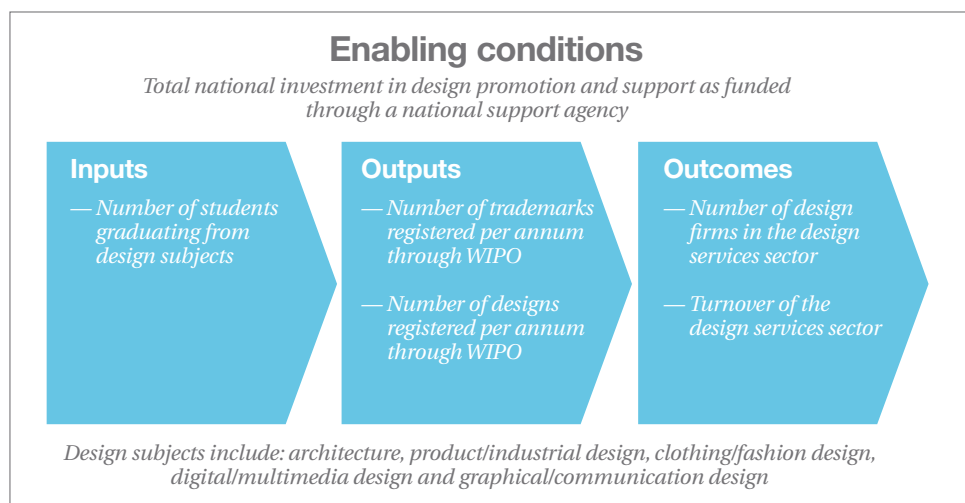 Enabling conditions
Total national investment in design promotion and support as funded
through a national support agency
Inputs
— Number of students
graduating from
design subjects
Outputs
— Number of trademarks
registered per annum
through WIPO
— Number of designs
registered per annum
through WIPO
Outcomes
— Number of design
firms in the design
services sector
— Turnover of the
design services sector
Design subjects include: architecture, product/industrial design, clothing/fashion design,
digital/multimedia design and graphical/communication design